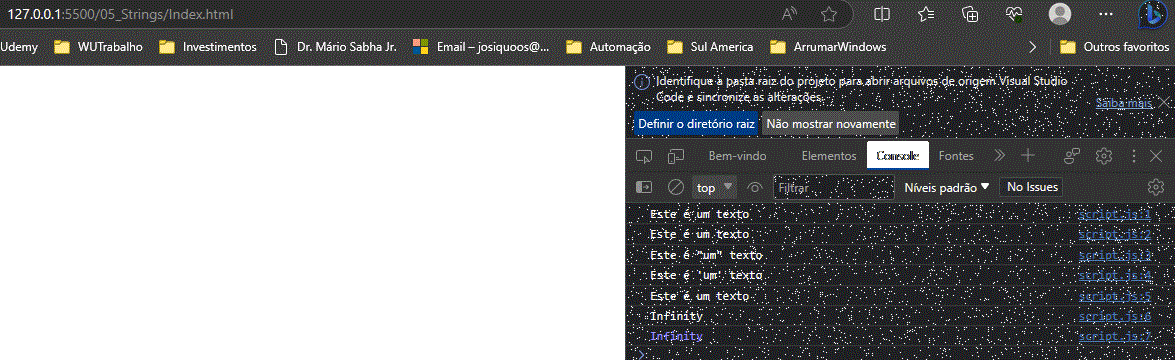 127.0.0.1:5500/05_Strings/Index.html
Udemy WUTrabalho Investimentos Dr. Mário Sabha Jr. Email – josiquoos@... Automação Sul America ArrumarWindows Outros favoritos
Identifique a pasta raiz do projeto para abrir arquivos de origem Visual Studio
Code e sincronize as alterações. Saiba mais
Definir o diretório raiz Não mostrar novamente
Bem-vindo Elementos Console Fontes
top Filtrar Níveis padrão No Issues
Este é um texto script.js:1
Este é um texto script.js:2
Este é "um" texto script.js:3
Este é 'um' texto script.js:4
Este é um texto script.js:5
Infinity script.js:6
Infinity script.js:7